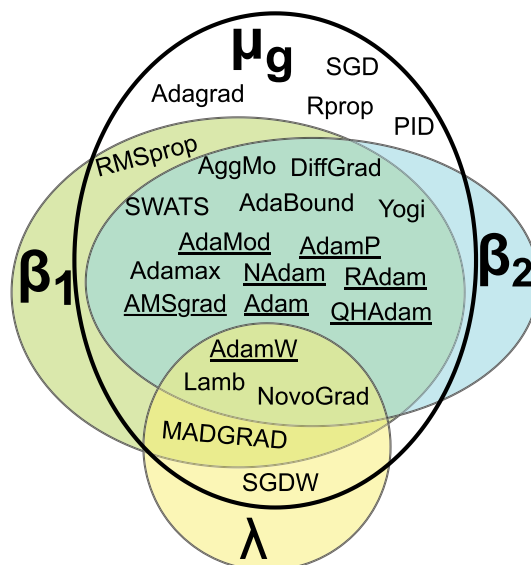 μg
SGD
Adagrad
Rprop
PID
RMSprop
AggMo DiffGrad
SWATS AdaBound Yogi
AdaMod AdamP
β1
β2
Adamax NAdam RAdam
AMSgrad Adam QHAdam
AdamW
Lamb
NovoGrad
MADGRAD
SGDW
λ